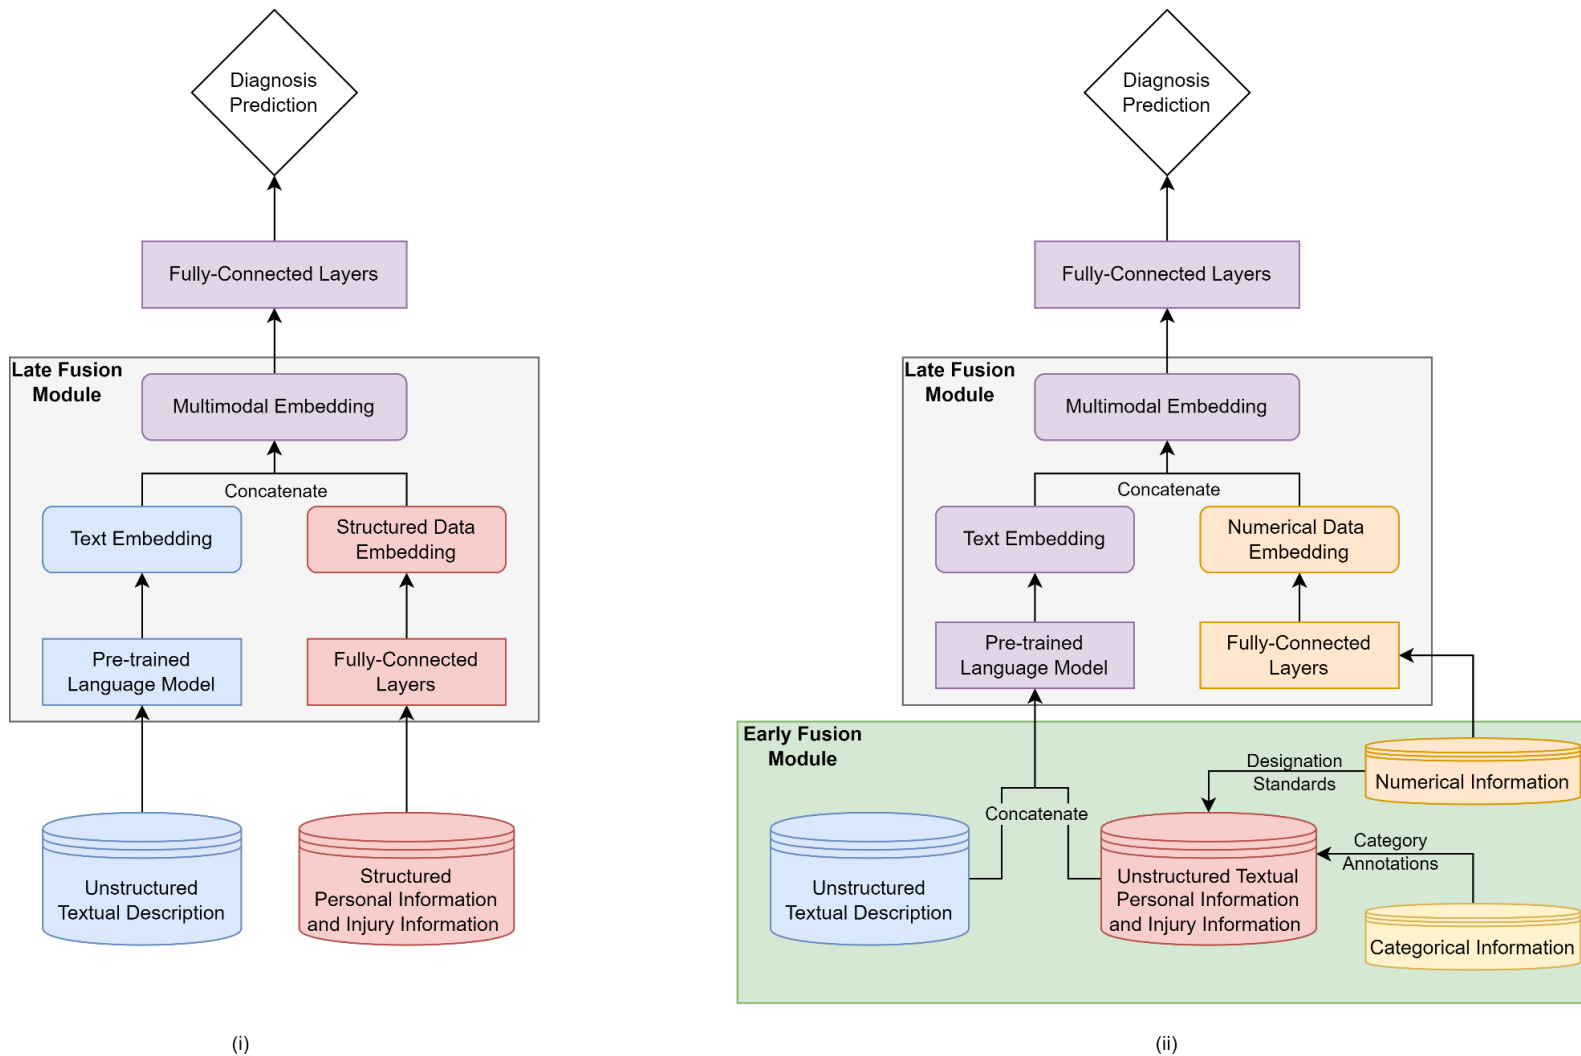 Diagnosis
Prediction
Fully-Connected Layers
Late Fusion
Module
Multimodal Embedding
Concatenate
Text Embedding
Structured Data
Embedding
Pre-trained
Language Model
Fully-Connected
Layers
Unstructured
Textual Description
Structured
Personal Information
and Injury Information
(i)
Diagnosis
Prediction
Fully-Connected Layers
Late Fusion
Module
Multimodal Embedding
Concatenate
Text Embedding
Numerical Data
Embedding
Pre-trained
Language Model
Fully-Connected
Layers
Early Fusion
Module
Designation
Standards
Numerical Information
Concatenate
Category
Annotations
Unstructured
Textual Description
Unstructured Textual
Personal Information
and Injury Information
Categorical Information
(ii)